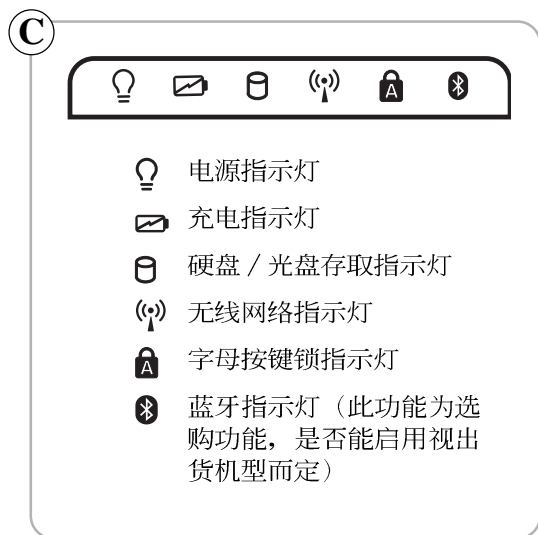 C
A
电源指示灯
充电指示灯
硬盘 / 光盘存取指示灯
无线网络指示灯
A
字母按键锁指示灯
蓝牙指示灯（此功能为选
购功能，是否能启用视出
货机型而定）